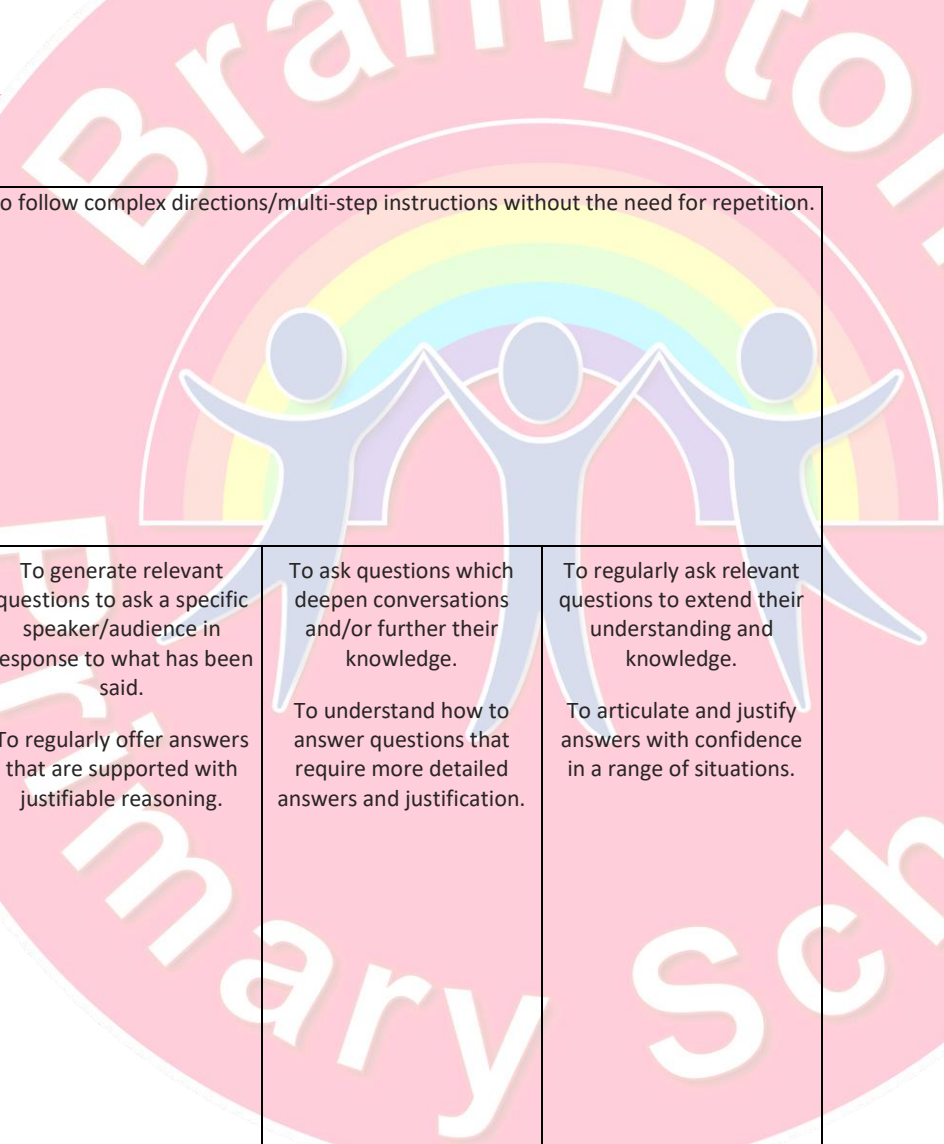 Brampton
o follow complex directions/multi-step instructions without the need for repetition.
To generate relevant
questions to ask a specific
speaker/audience in
esponse to what has been
said.
To regularly offer answers
that are supported with
justifiable reasoning.
To ask questions which
deepen conversations
and/or further their
knowledge.
To understand how to
answer questions that
require more detailed
answers and justification.
To regularly ask relevant
questions to extend their
understanding and
knowledge.
To articulate and justify
answers with confidence
in a range of situations.
Primary Sch